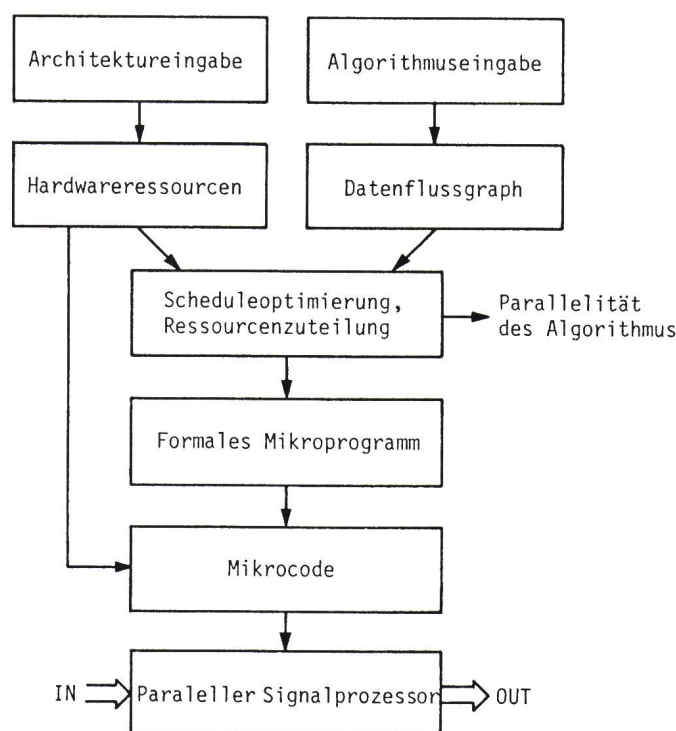 Architektureingabe
Algorithmuseingabe
Hardwareressourcen
Datenflussgraph
Scheduleoptimierung,
Ressourcenzuteilung
Parallelität
des Algorithmus
Formales Mikroprogramm
Mikrocode
IN
Paraleller Signalprozessor
OUT